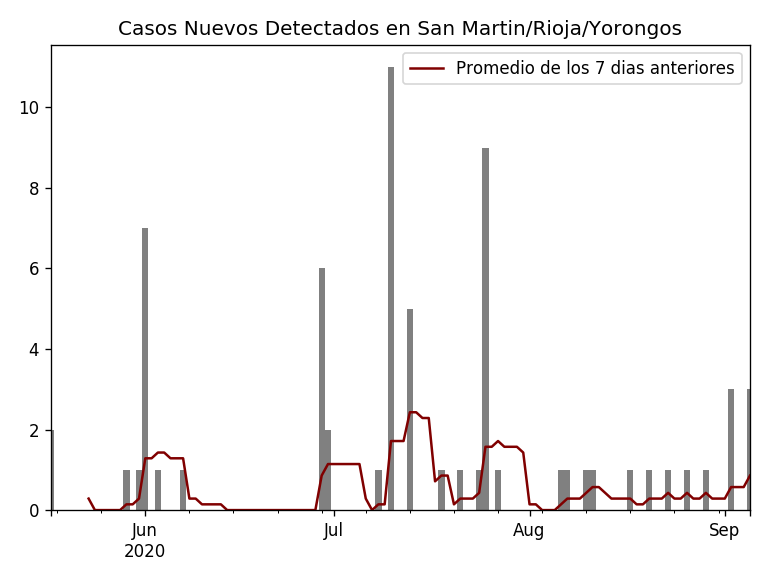 Casos Nuevos Detectados en San Martin/Rioja/Yorongos
Promedio de los 7 dias anteriores
10
8
6
4
2
0
Jun
2020
Jul
Aug
Sep